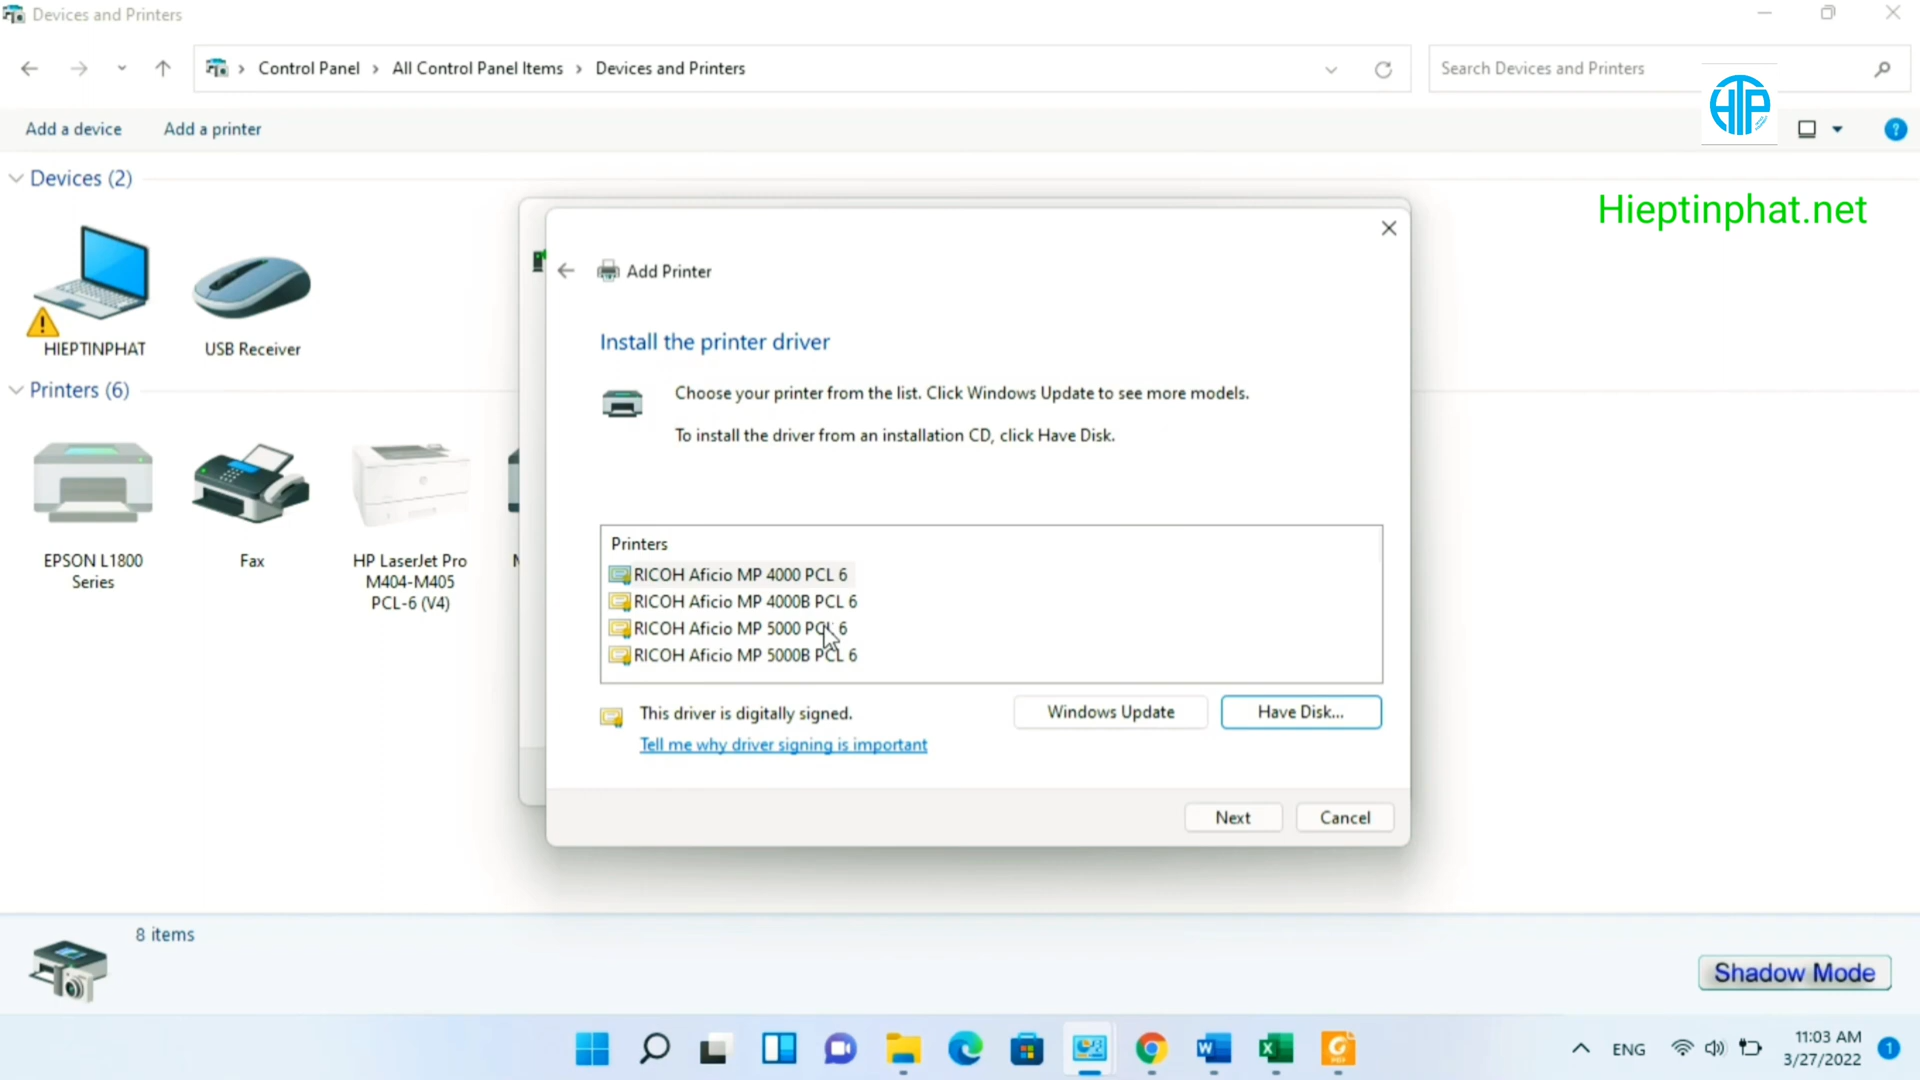 Devices and Printers
Control Panel > All Control Panel Items > Devices and Printers
Search Devices and Printers
HTP
Add a device
Add a printer
Hieptinphat.net
Devices (2)
HIEPTINPHAT
USB Receiver
Printers (6)
EPSON L1800
Series
Fax
HP LaserJet Pro
M404-M405
PCL-6 (V4)
Add Printer
Install the printer driver
Choose your printer from the list. Click Windows Update to see more models.
To install the driver from an installation CD, click Have Disk.
Printers
RICOH Aficio MP 4000 PCL 6
RICOH Aficio MP 4000B PCL 6
RICOH Aficio MP 5000 PCL 6
RICOH Aficio MP 5000B PCL 6
This driver is digitally signed.
Tell me why driver signing is important
Windows Update
Have Disk...
Next
Cancel
8 items
Shadow Mode
ENG
11:03 AM
3/27/2022
1